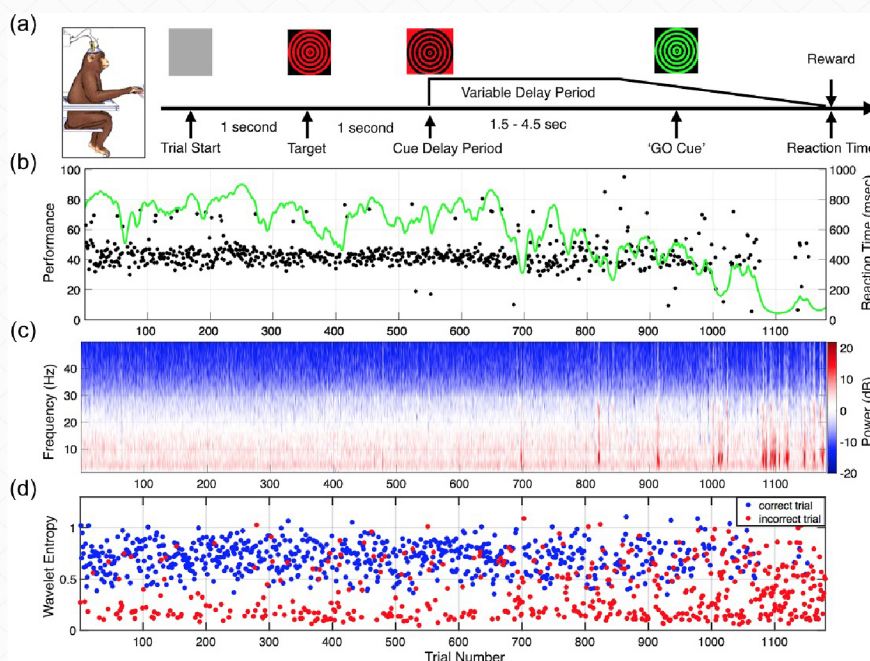 (a)
Reward
Variable Delay Period
1 second
1 second
1.5 - 4.5 sec
Trial Start
Target
Cue Delay Period
'GO Cue'
Reaction Time
(b)
Performance
100
80
60
40
20
0
1000
800
600
400
200
0
Reaction Time (msec)
100 200 300 400 500 600 700 800 900 1000 1100
(c)
Frequency (Hz)
40
30
20
10
20
10
0
-10
-20
Power (dB)
100 200 300 400 500 600 700 800 900 1000 1100
(d)
Wavelet Entropy
1
0.5
0
correct trial
incorrect trial
100 200 300 400 500 600 700 800 900 1000 1100
Trial Number